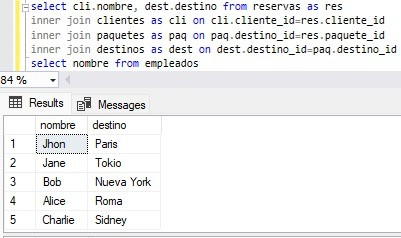 select cli.nombre, dest.destino from reservas as res
inner join clientes as cli on cli.cliente_id=res.cliente_id
inner join paquetes as paq on paq.destino_id=res.paquete_id
inner join destinos as dest on dest.destino_id=paq.destino_id
select nombre from empleados
84 %
Results Messages
nombre destino
1 Jhon Paris
2 Jane Tokio
3 Bob Nueva York
4 Alice Roma
5 Charlie Sidney